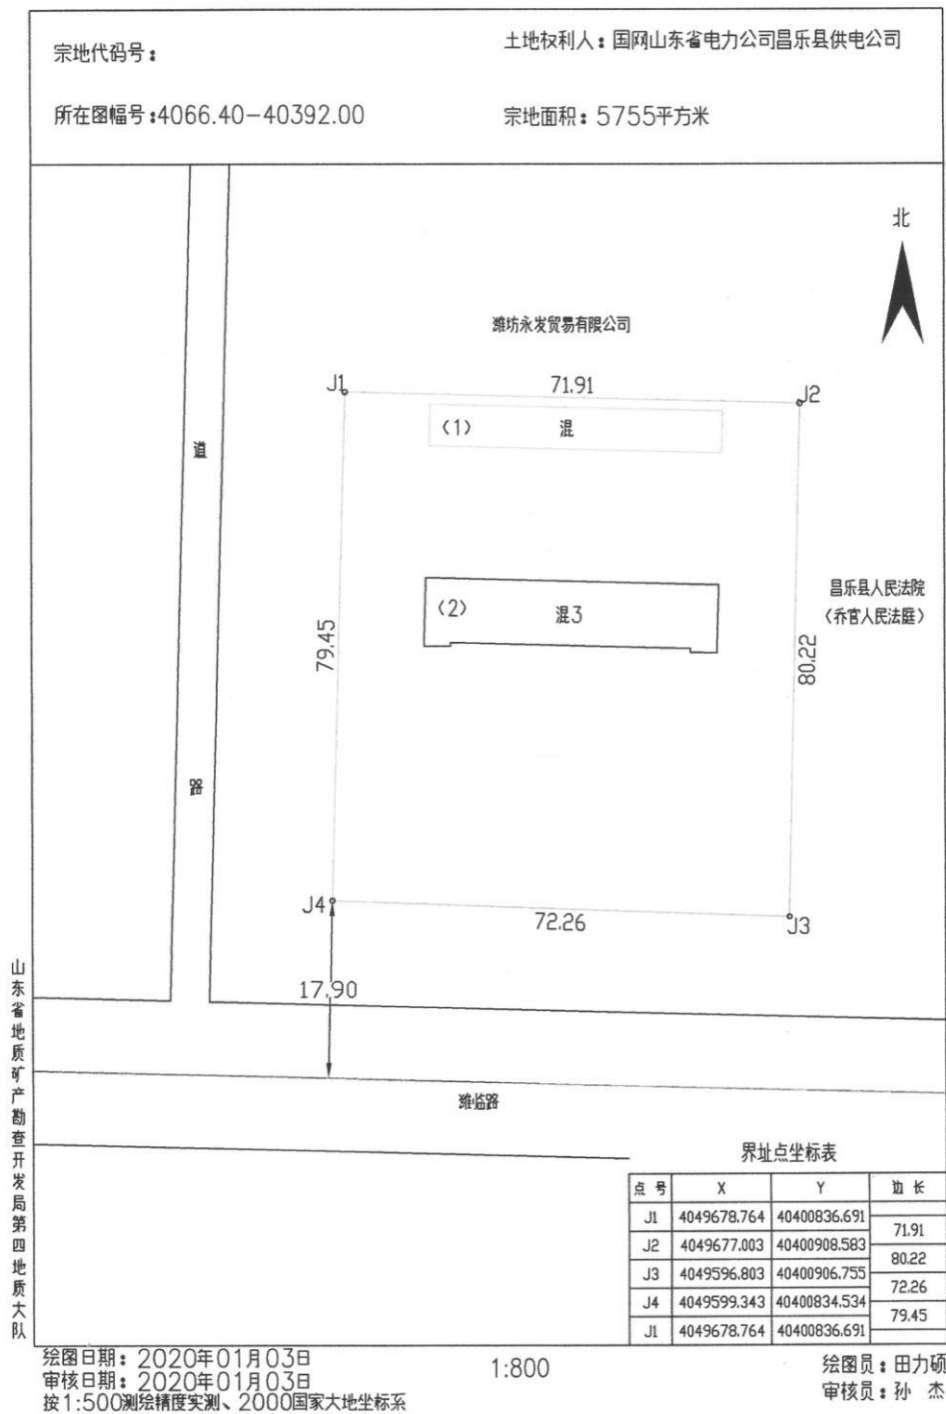 宗地代码号：
土地权利人：国网山东省电力公司昌乐县供电公司
所在图幅号：4066.40-40392.00
宗地面积：5755平方米
北
潍坊永发贸易有限公司
J1
71.91
J2
〈1〉 混
道
昌乐县人民法院
〈乔官人民法庭〉
〈2〉 混3
79.45
80.22
路
J4
72.26
J3
17.90
潍临路
山东省地质矿产勘查开发局第四地质大队
界址点坐标表
点号 X Y 边长
J1 4049678.764 40400836.691
71.91
J2 4049677.003 40400908.583
80.22
J3 4049596.803 40400906.755
72.26
J4 4049599.343 40400834.534
79.45
J1 4049678.764 40400836.691
绘图日期：2020年01月03日
审核日期：2020年01月03日
按1:500测绘精度实测、2000国家大地坐标系
1:800
绘图员：田力硕
审核员：孙 杰